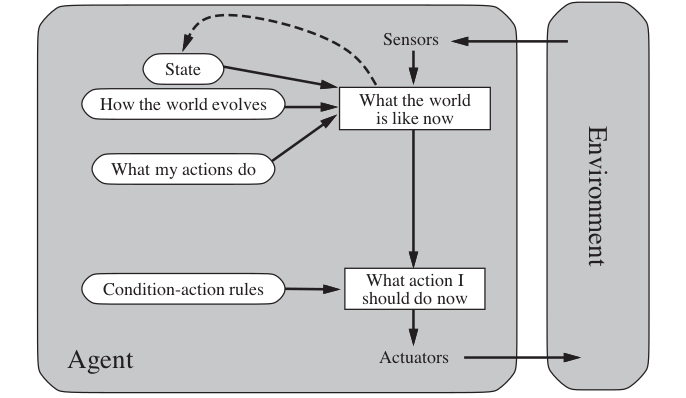 Sensors
State
How the world evolves
What the world
is like now
What my actions do
Environment
Condition-action rules
What action I
should do now
Agent
Actuators